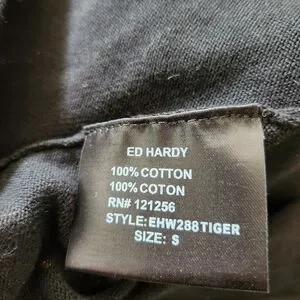 ED HARDY
100% COTTON
100% COTON
RN# 121256
STYLE:EHW288TIGER
SIZE: S